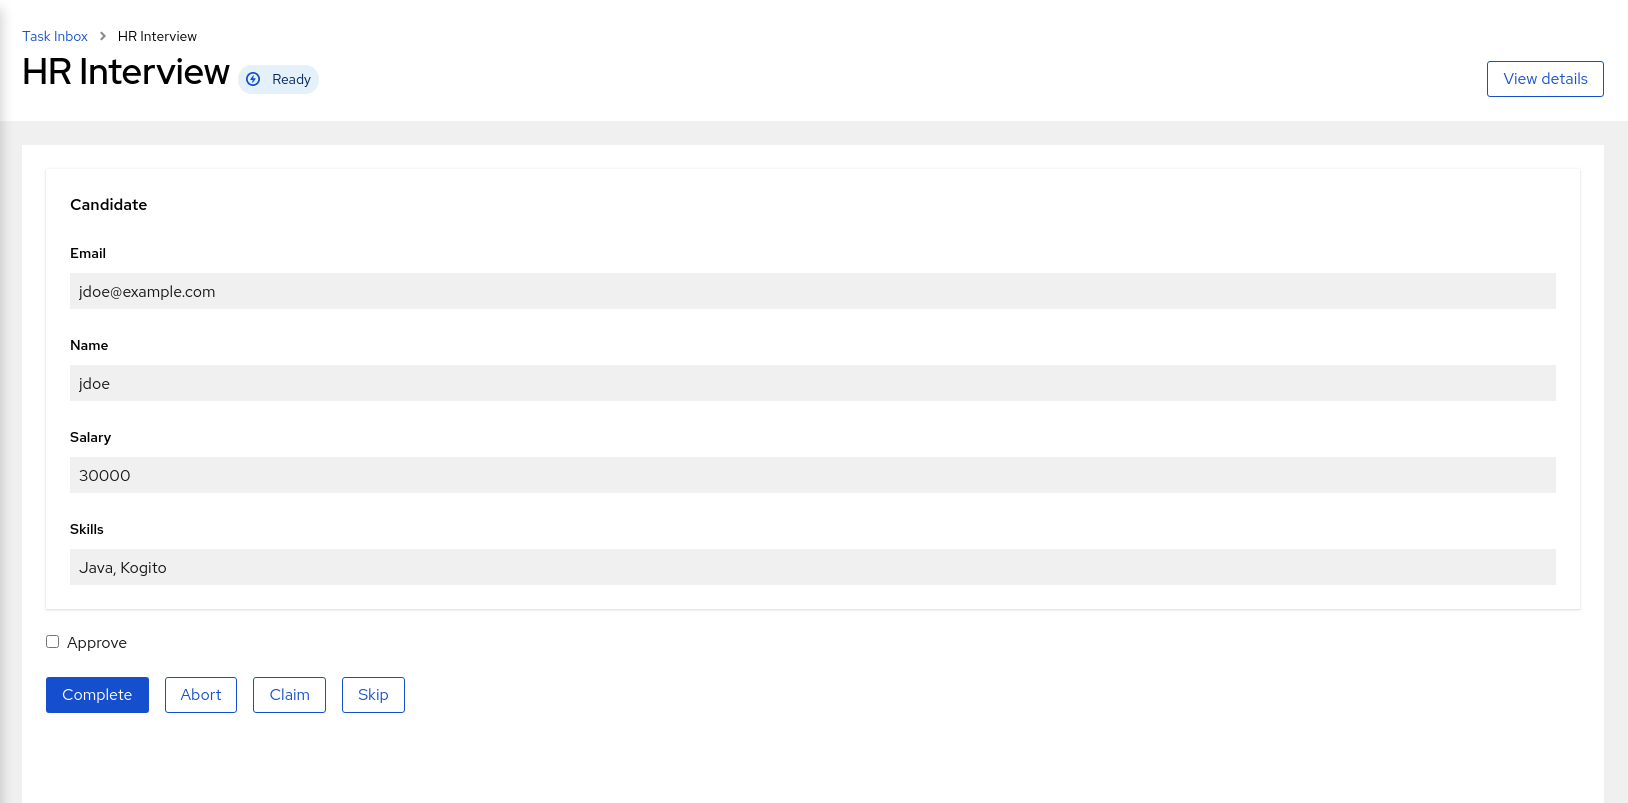 Task Inbox > HR Interview
HR Interview Ready
View details
Candidate
Email
jdoe@example.com
Name
jdoe
Salary
30000
Skills
Java, Kogito
Approve
Complete Abort Claim Skip